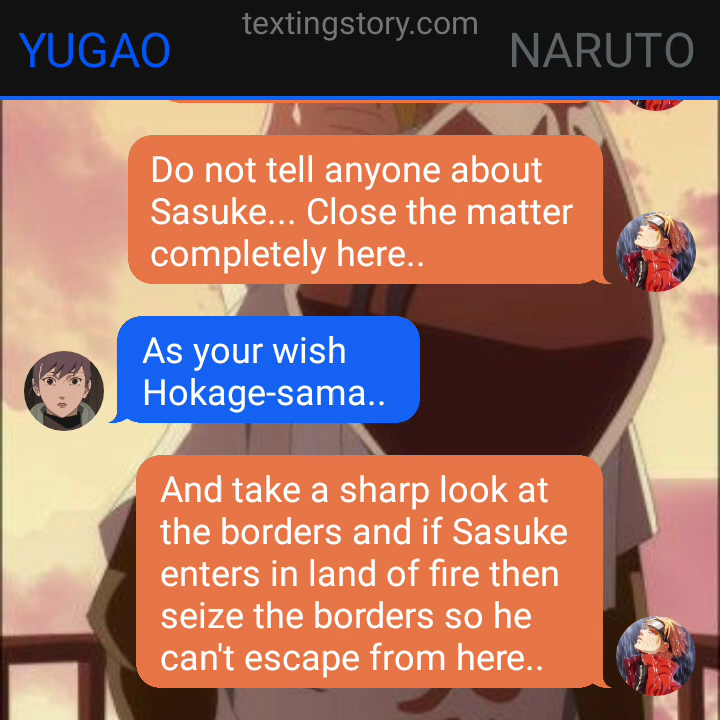 textingstory.com
YUGAO
NARUTO
Do not tell anyone about
Sasuke... Close the matter
completely here..
As your wish
Hokage-sama..
And take a sharp look at
the borders and if Sasuke
enters in land of fire then
seize the borders so he
can't escape from here..